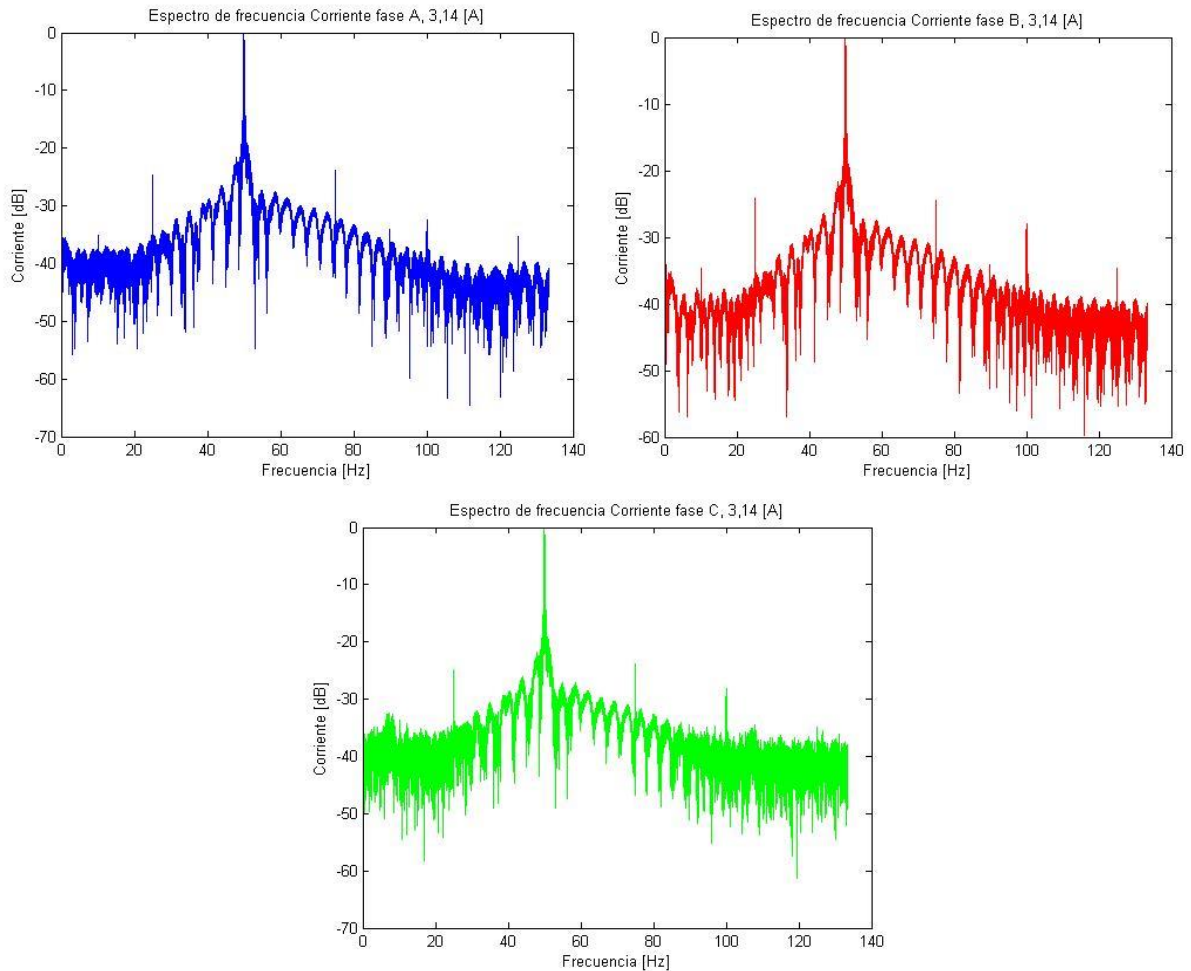 Espectro de frecuencia Corriente fase A, 3,14 [A]
0
-10
-20
-30
-40
-50
-60
-70
Corriente [dB]
0 20 40 60 80 100 120 140
Frecuencia [Hz]
Espectro de frecuencia Corriente fase B, 3,14 [A]
0
-10
-20
-30
-40
-50
-60
Corriente [dB]
0 20 40 60 80 100 120 140
Frecuencia [Hz]
Espectro de frecuencia Corriente fase C, 3,14 [A]
0
-10
-20
-30
-40
-50
-60
-70
Corriente [dB]
0 20 40 60 80 100 120 140
Frecuencia [Hz]